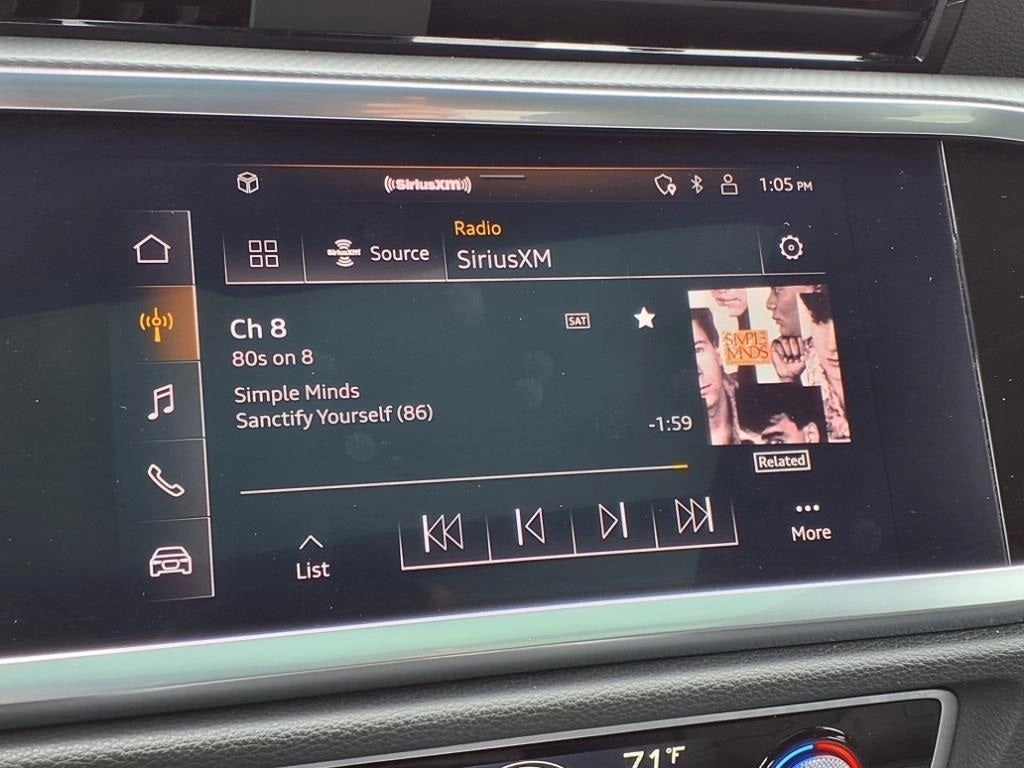 ((SiriusXM))
1:05 PM
SiriusXM
Source
Radio
SiriusXM
Ch 8
SAT
80s on 8
Simple Minds
Sanctify Yourself (86)
-1:59
SIMPLE
MINDS
Related
List
More
71°F